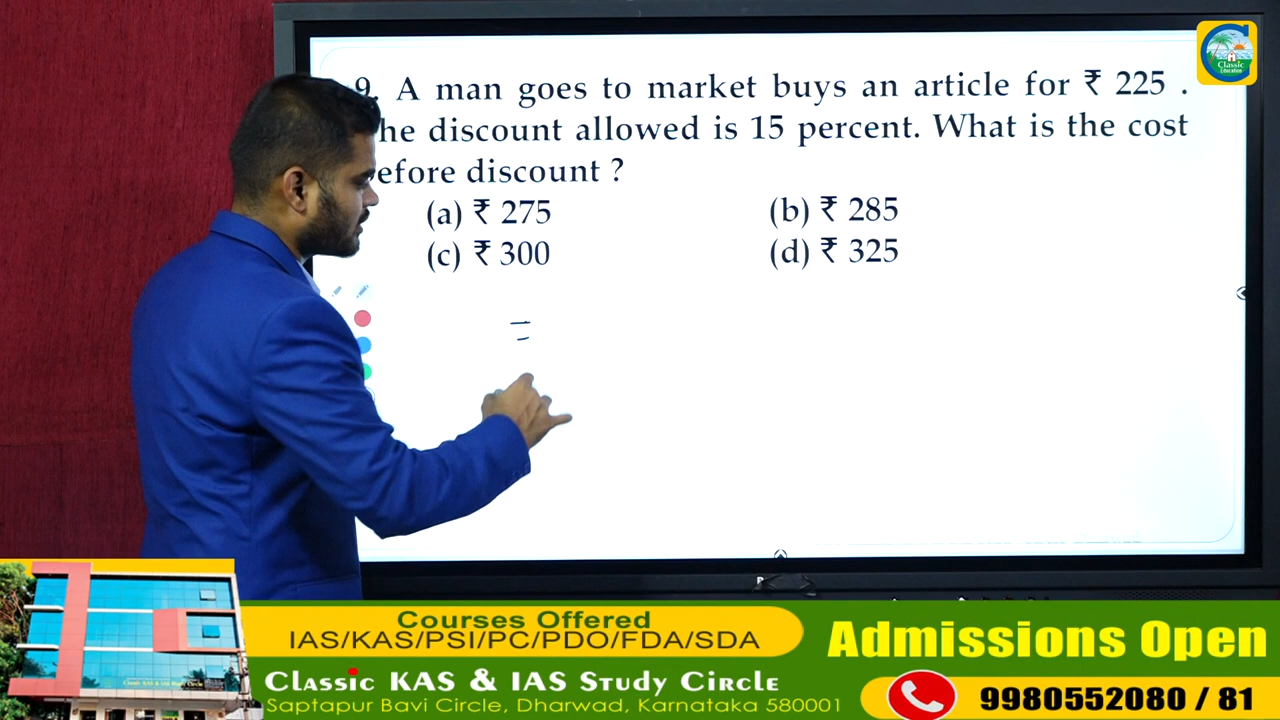 9. A man goes to market buys an article for ₹ 225 .
he discount allowed is 15 percent. What is the cost
efore discount ?
(a) ₹ 275 (b) ₹ 285
(c) ₹ 300 (d) ₹ 325
=
Classic
Education
Courses Offered
IAS/KAS/PSI/PC/PDO/FDA/SDA
Classic KAS & IAS Study Circle
Saptapur Bavi Circle, Dharwad, Karnataka 580001
Admissions Open
9980552080 / 81